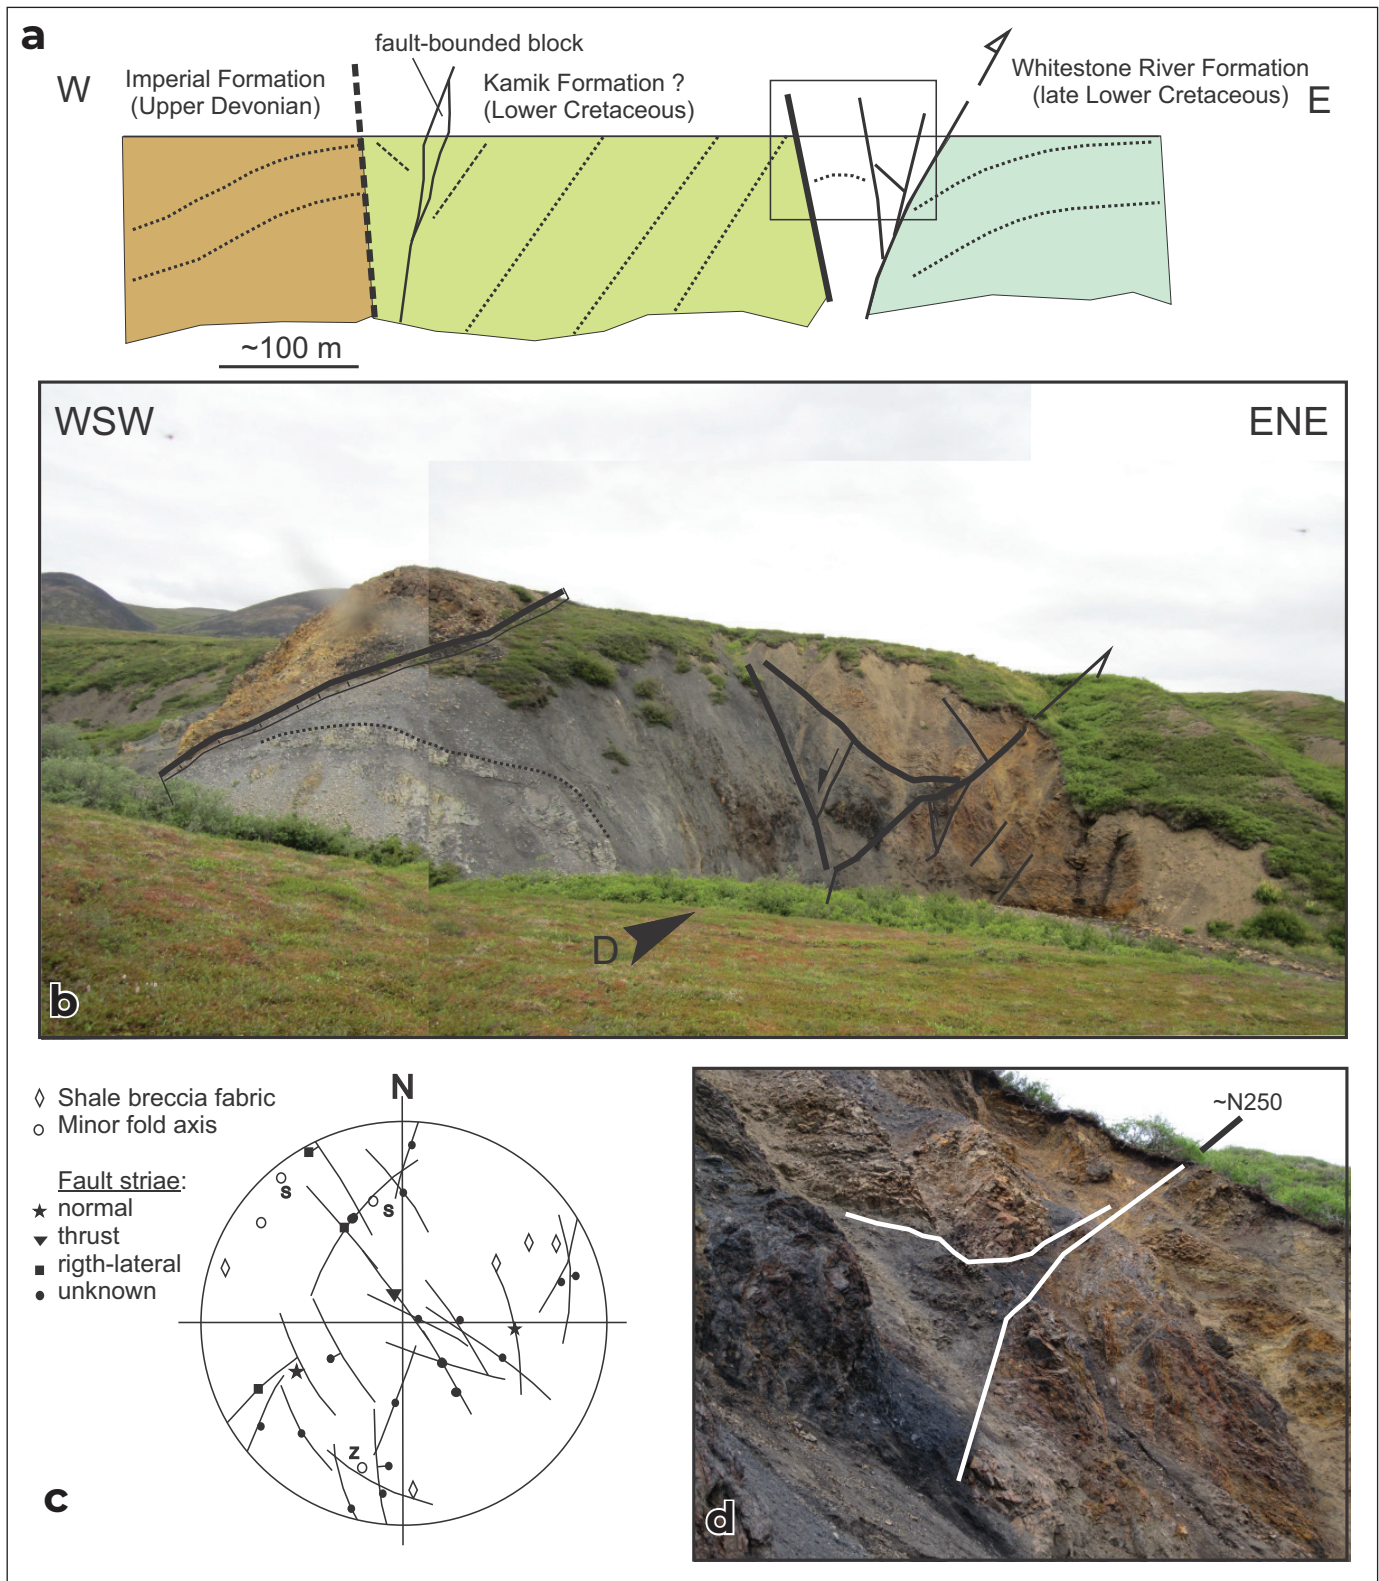 a
fault-bounded block
W
Imperial Formation
(Upper Devonian)
Kamik Formation ?
(Lower Cretaceous)
Whitestone River Formation
(late Lower Cretaceous)
E
~100 m
WSW
ENE
D
b
Shale breccia fabric
Minor fold axis
Fault striae:
normal
thrust
rigth-lateral
unknown
N
s
s
z
c
~N250
d